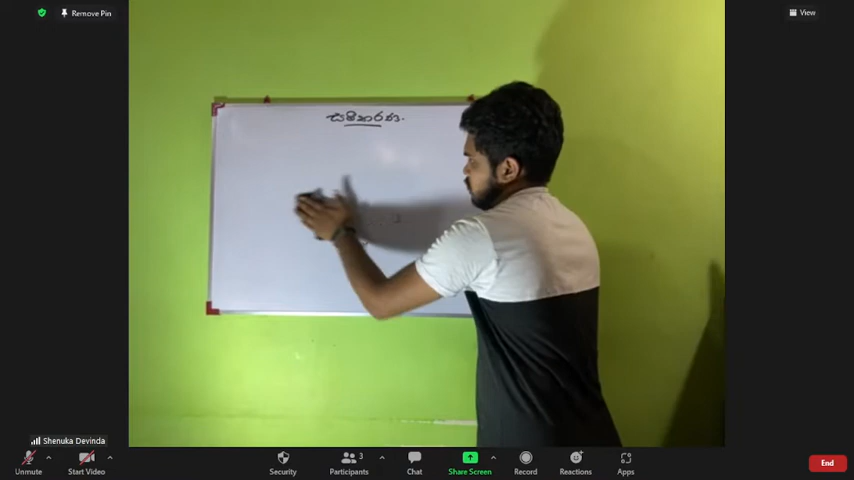 Remove Pin
View
සමීකරණ.
Shenuka Devinda
Unmute
Start Video
Security
Participants
3
Chat
Share Screen
Record
Reactions
Apps
End